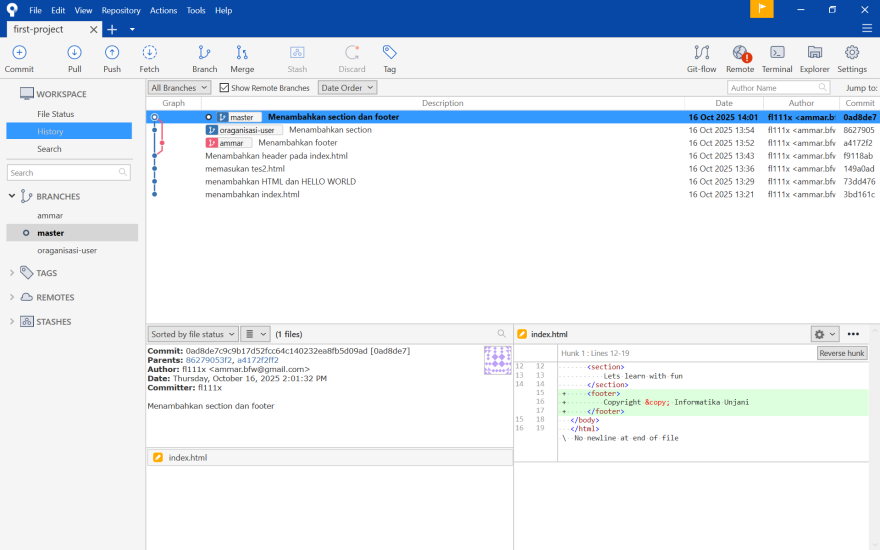 File Edit View Repository Actions Tools Help
first-project
Commit Pull Push Fetch Branch Merge Stash Discard Tag Git-flow Remote Terminal Explorer Settings
WORKSPACE
File Status
History
Search
Search
BRANCHES
ammar
master
oraganisasi-user
TAGS
REMOTES
STASHES
All Branches Show Remote Branches Date Order Author Name Jump to:
Graph Description Date Author Commit
master Menambahkan section dan footer 16 Oct 2025 14:01 fl111x <ammar.bf 0ad8de7
oraganisasi-user Menambahkan section 16 Oct 2025 13:54 fl111x <ammar.bfw 8627905
ammar Menambahkan footer 16 Oct 2025 13:52 fl111x <ammar.bfw a4172f2
Menambahkan header pada index.html 16 Oct 2025 13:43 fl111x <ammar.bfw f9118ab
memasukan tes2.html 16 Oct 2025 13:36 fl111x <ammar.bfw 149a0ad
menambahkan HTML dan HELLO WORLD 16 Oct 2025 13:29 fl111x <ammar.bfw 73dd476
menambahkan index.html 16 Oct 2025 13:21 fl111x <ammar.bfw 3bd161c
Sorted by file status (1 files)
Commit: 0ad8de7c9c9b17d52fcc64c140232ea8fb5d09ad [0ad8de7]
Parents: 86279053f2, a4172f2ff2
Author: fl111x <ammar.bfw@gmail.com>
Date: Thursday, October 16, 2025 2:01:32 PM
Committer: fl111x
Menambahkan section dan footer
index.html
index.html
Hunk 1 : Lines 12-19 Reverse hunk
12 12 <section>
13 13 Lets learn with fun
14 14 </section>
15 + <footer>
16 + Copyright &copy; Informatika Unjani
17 + </footer>
15 18 </body>
16 19 </html>
\ No newline at end of file